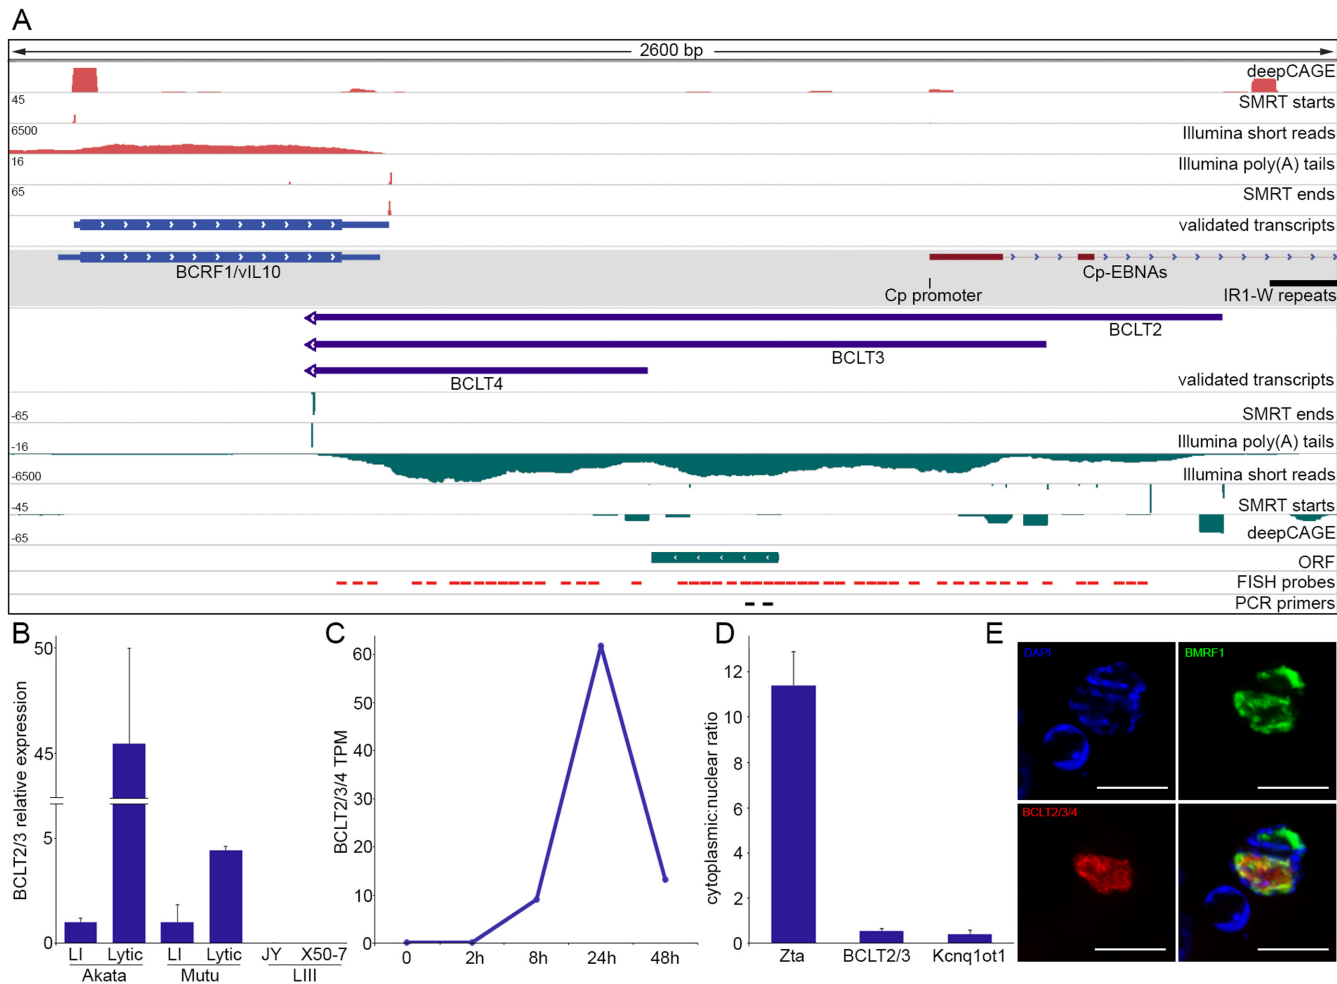 A
2600 bp
deepCAGE
45
SMRT starts
6500
Illumina short reads
16
Illumina poly(A) tails
65
SMRT ends
validated transcripts
BCRF1/vIL10
Cp-EBNAs
Cp promoter
IR1-W repeats
BCLT2
BCLT3
BCLT4
validated transcripts
-65
SMRT ends
-16
Illumina poly(A) tails
-6500
Illumina short reads
-45
SMRT starts
-65
deepCAGE
ORF
FISH probes
PCR primers
B
BCLT2/3 relative expression
50
45
5
0
LI
Lytic
LI
Lytic
JY
X50-7
Akata
Mutu
LIII
C
BCLT2/3/4 TPM
60
50
40
30
20
10
0
0
2h
8h
24h
48h
D
cytoplasmic:nuclear ratio
12
10
8
6
4
2
0
Zta
BCLT2/3
Kcnq1ot1
E
DAPI
BMRF1
BCLT2/3/4